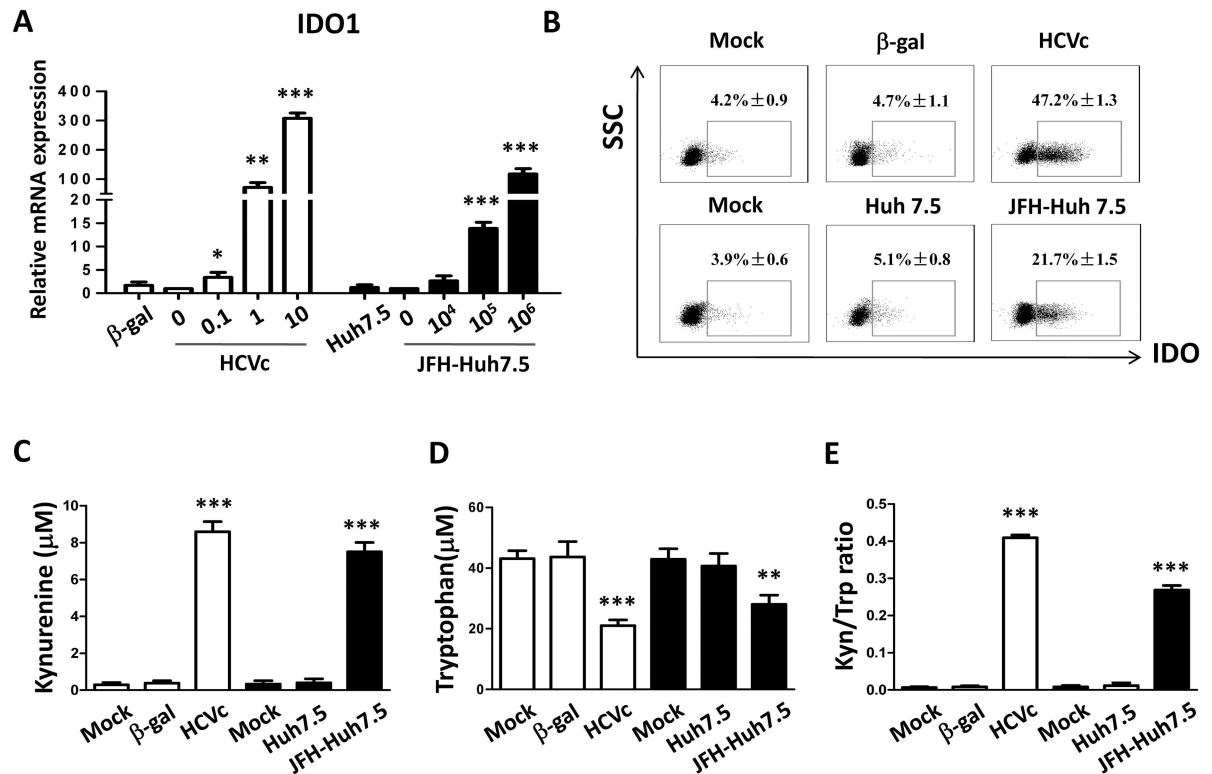 A
IDO1
Relative mRNA expression
400
300
200
100
20
15
10
5
0
*
**
***
***
***
β-gal 0 0.1 1 10 Huh7.5 0 10⁴ 10⁵ 10⁶
HCVc JFH-Huh7.5
B
Mock β-gal HCVc
4.2%±0.9 4.7%±1.1 47.2%±1.3
SSC
Mock Huh 7.5 JFH-Huh 7.5
3.9%±0.6 5.1%±0.8 21.7%±1.5
IDO
C
Kynurenine (μM)
10
8
6
4
2
0
***
***
Mock β-gal HCVc Mock Huh7.5 JFH-Huh7.5
D
Tryptophan(μM)
60
40
20
0
***
**
Mock β-gal HCVc Mock Huh7.5 JFH-Huh7.5
E
Kyn/Trp ratio
0.5
0.4
0.3
0.2
0.1
0.0
***
***
Mock β-gal HCVc Mock Huh7.5 JFH-Huh7.5